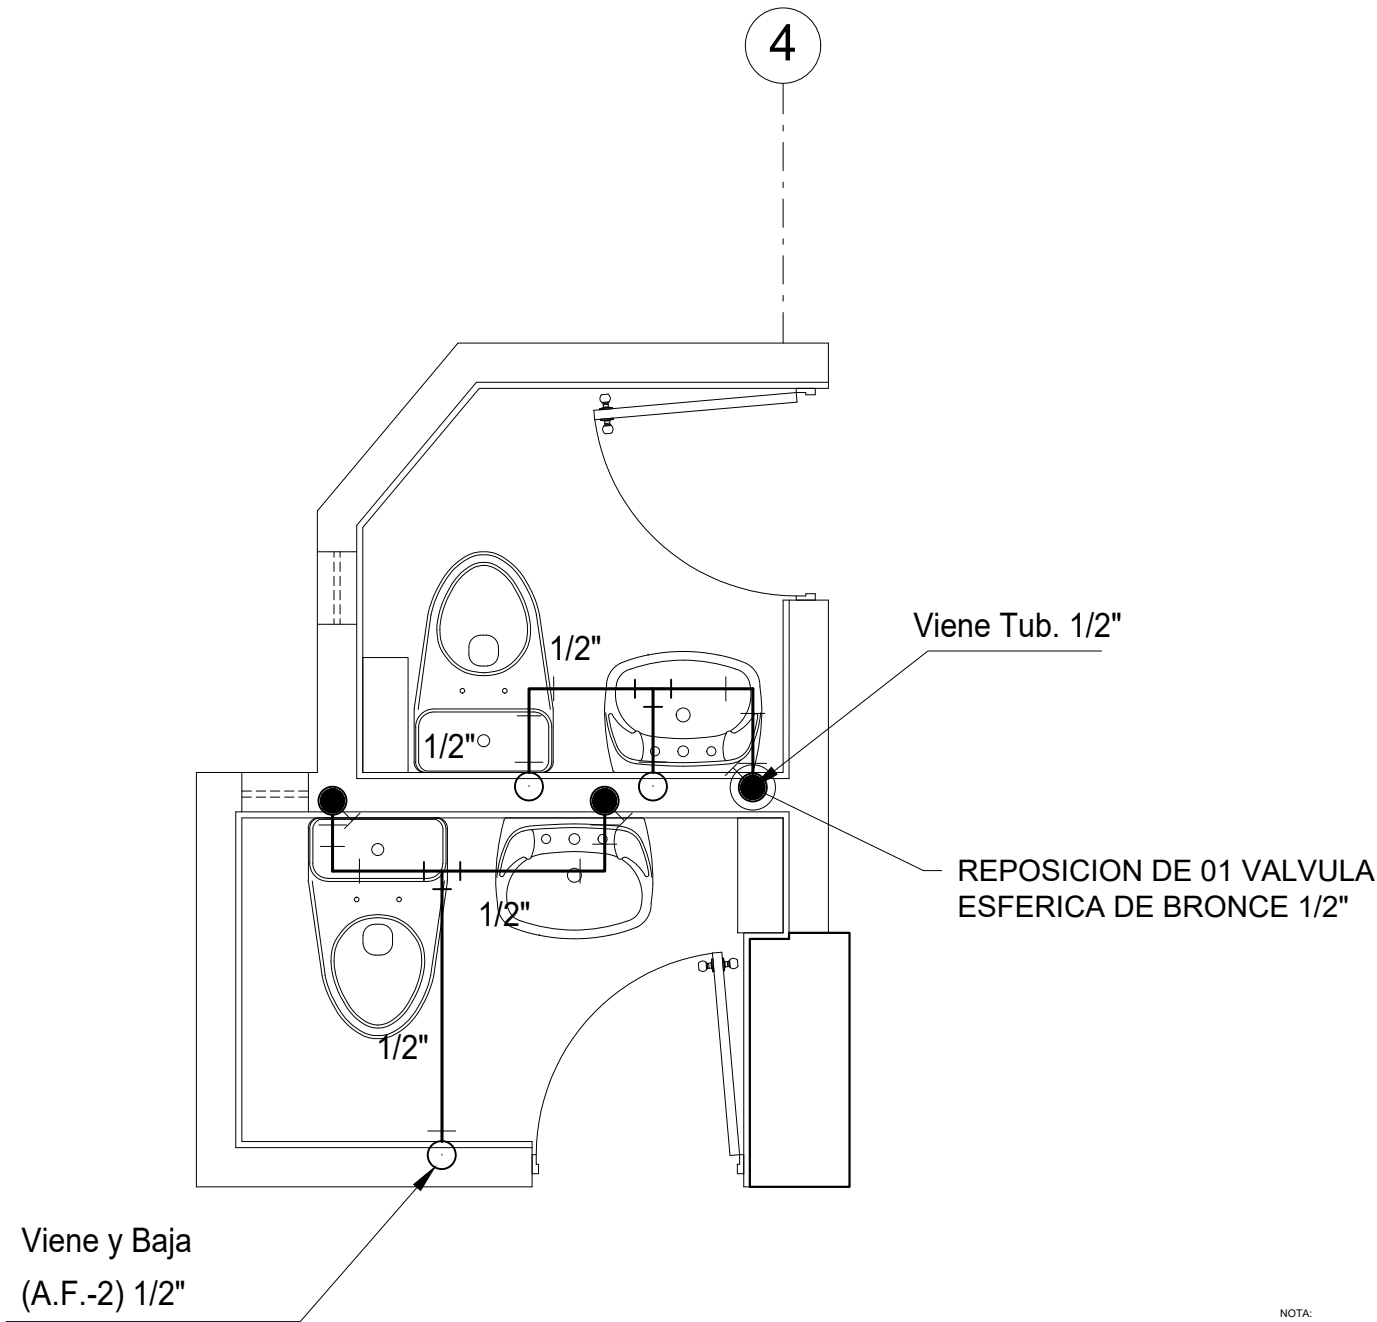 4
1/2"
Viene Tub. 1/2"
1/2"
REPOSICION DE 01 VALVULA
ESFERICA DE BRONCE 1/2"
1/2"
1/2"
Viene y Baja
(A.F.-2) 1/2"
NOTA: